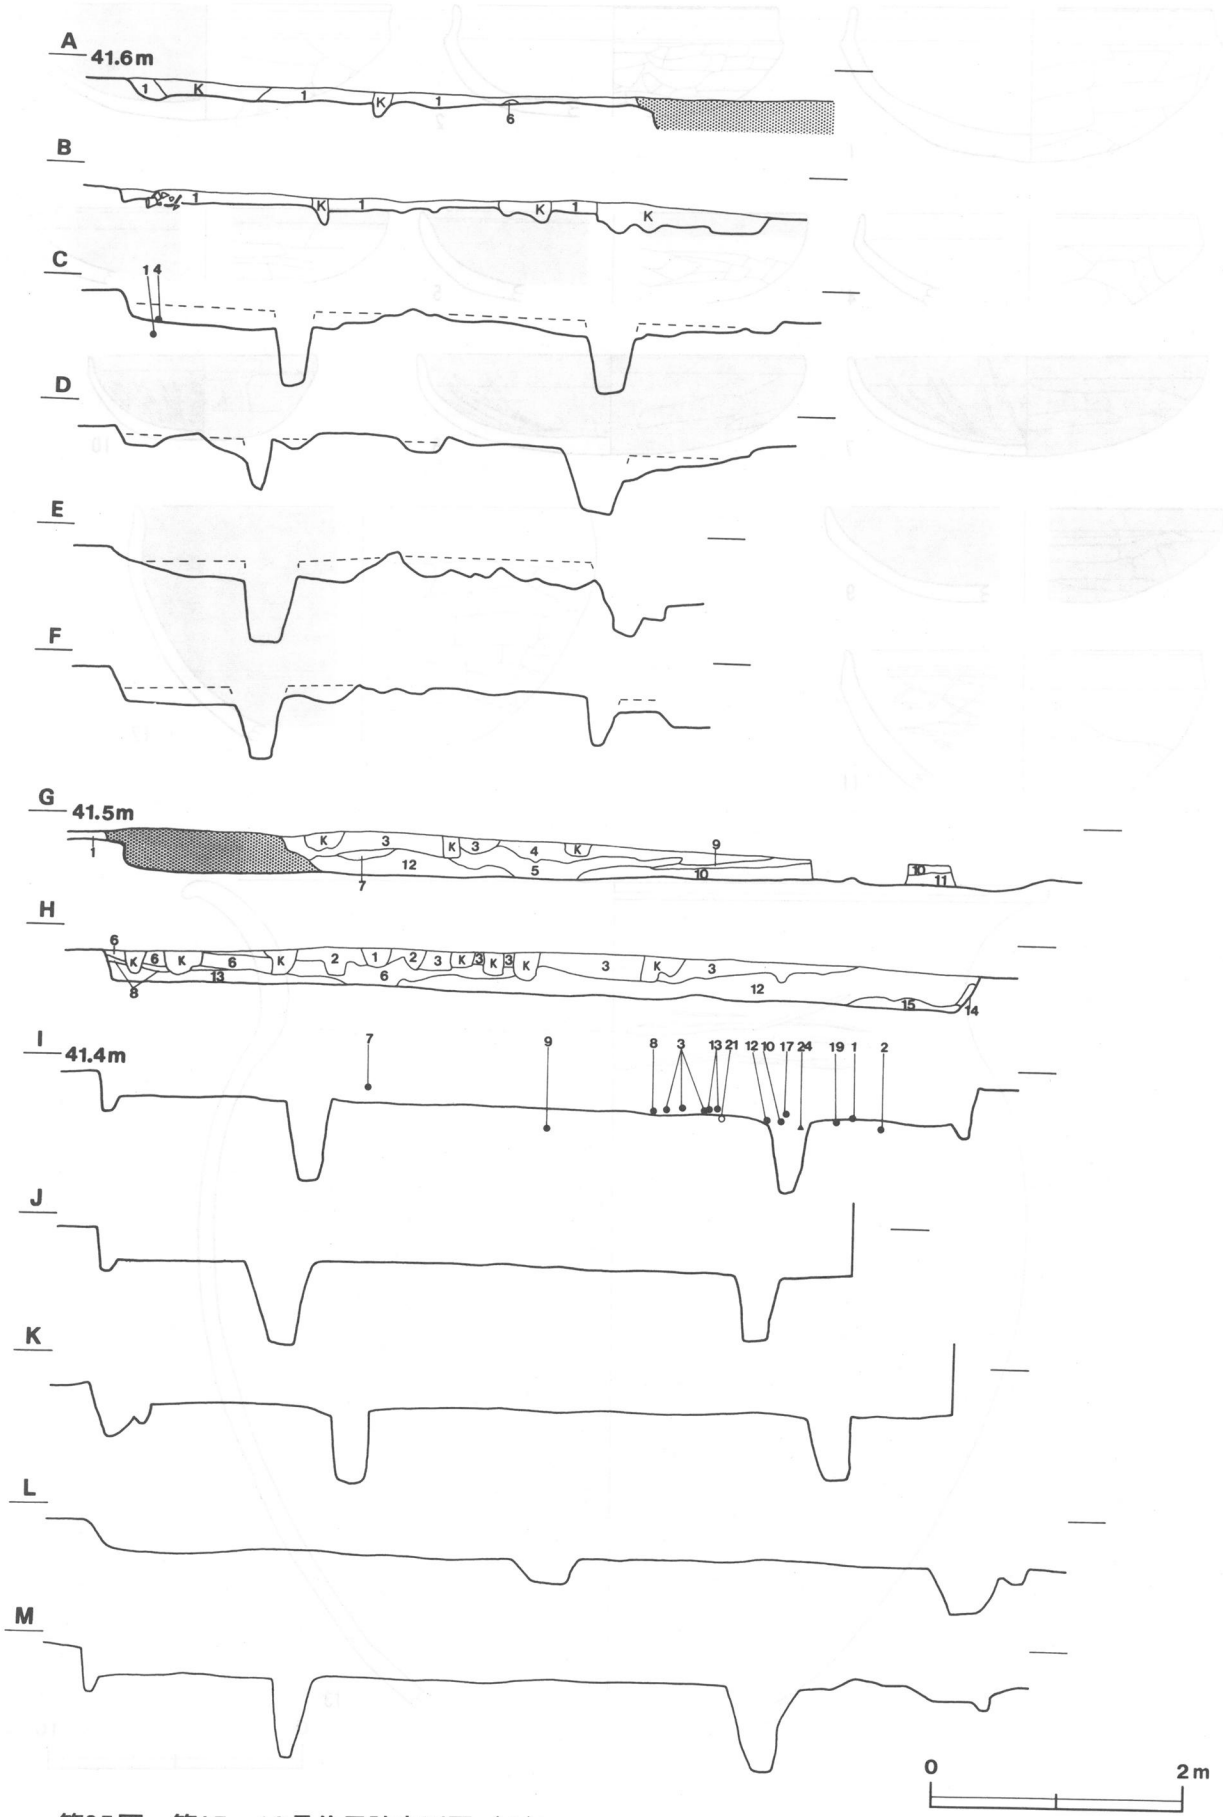 A 41.6m
1 K 1 K 1 6
B
1 K 1 K 1 K
C
1 4
D
E
F
G 41.5m
1 K 3 K 3 4 K 9 7 12 5 10 10 11
H
6 K 6 K 6 K 2 1 2 3 K 3 K 3 K 3 K 3
8 13 6 12 15 14
I 41.4m
7 9 8 3 13 21 12 10 17 24 19 1 2
J
K
L
M
0 2m